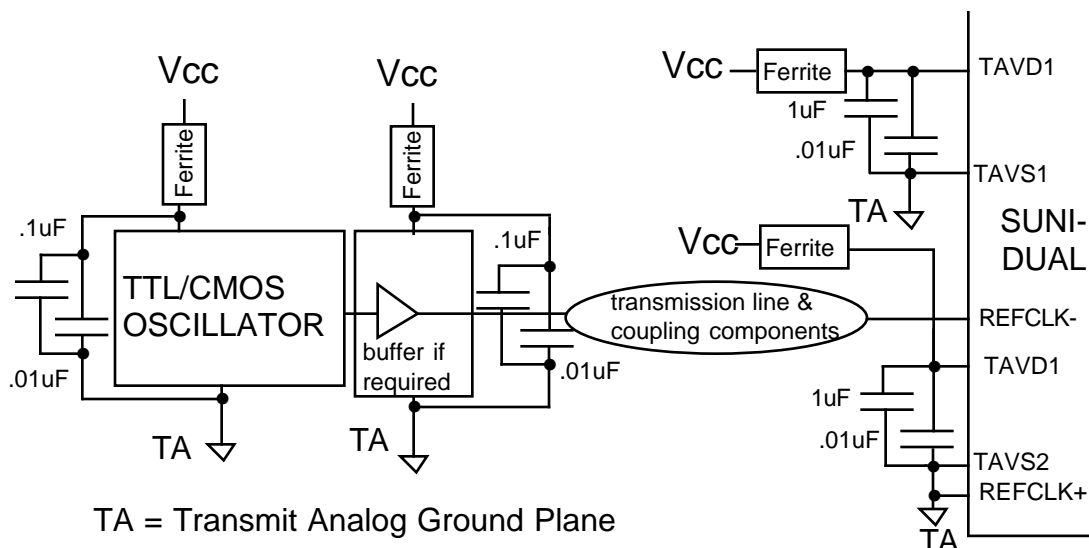 Vcc
Ferrite
.1uF
.01uF
TTL/CMOS
OSCILLATOR
TA
Vcc
Ferrite
.1uF
.01uF
buffer if
required
TA
transmission line &
coupling components
Vcc
Ferrite
1uF
.01uF
TA
TAVD1
TAVS1
SUNI-
DUAL
Vcc
Ferrite
REFCLK-
TAVD1
1uF
.01uF
TAVS2
REFCLK+
TA
TA = Transmit Analog Ground Plane